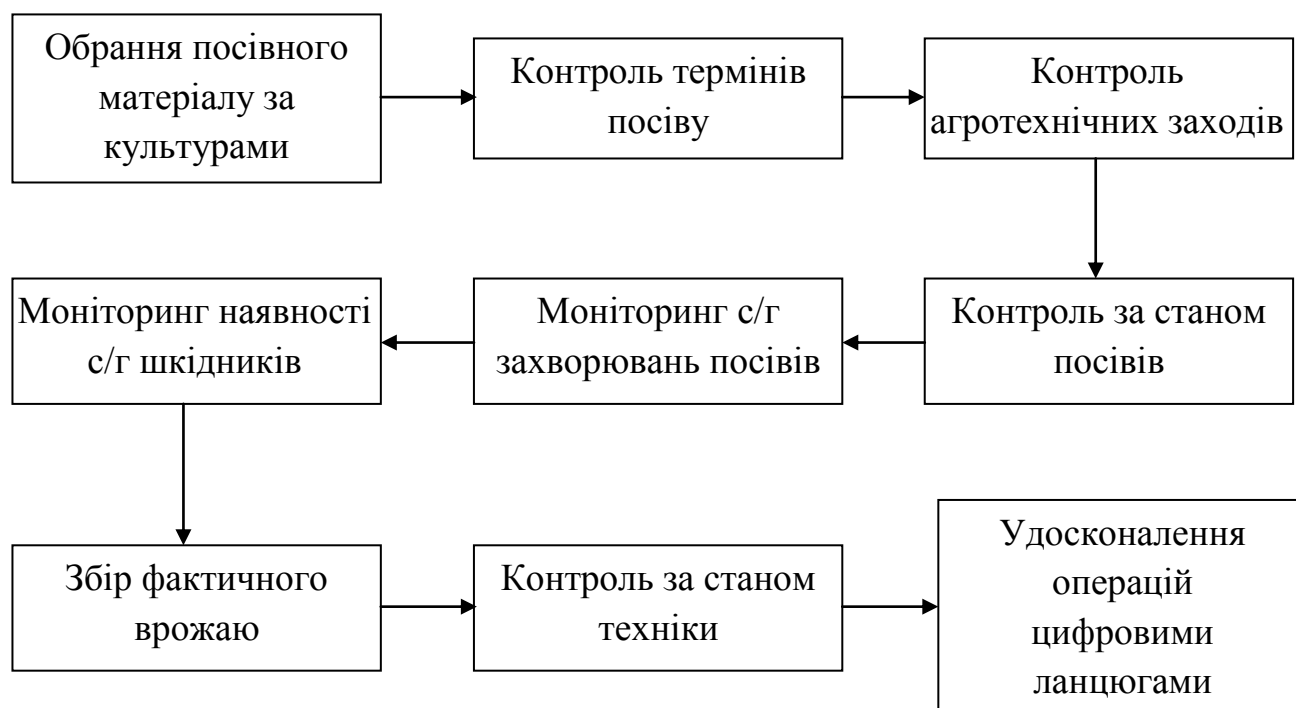 Обрання посівного
матеріалу за
культурами
Контроль термінів
посіву
Контроль
агротехнічних заходів
Контроль за станом
посівів
Моніторинг с/г
захворювань посівів
Моніторинг наявності
с/г шкідників
Збір фактичного
врожаю
Контроль за станом
техніки
Удосконалення
операцій
цифровими
ланцюгами